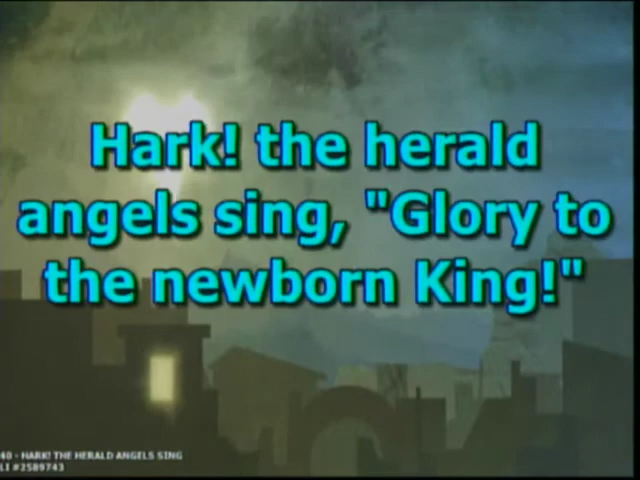 Hark! the herald
angels sing, "Glory to
the newborn King!"
40 - HARK! THE HERALD ANGELS SING
LI #2589743